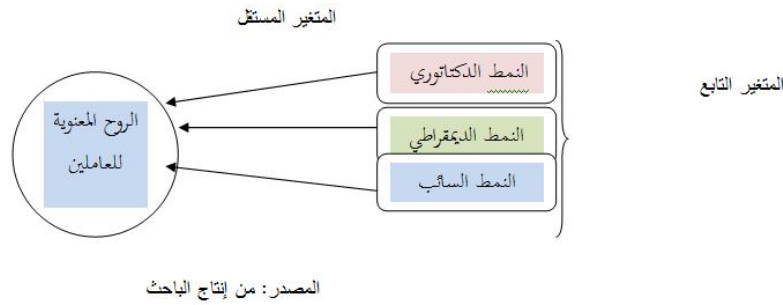 المتغير المستقل
النمط الدكتاتوري
المتغير التابع
الروح المعنوية
للعاملين
النمط الديمقراطي
النمط السائب
المصدر: من إنتاج الباحث